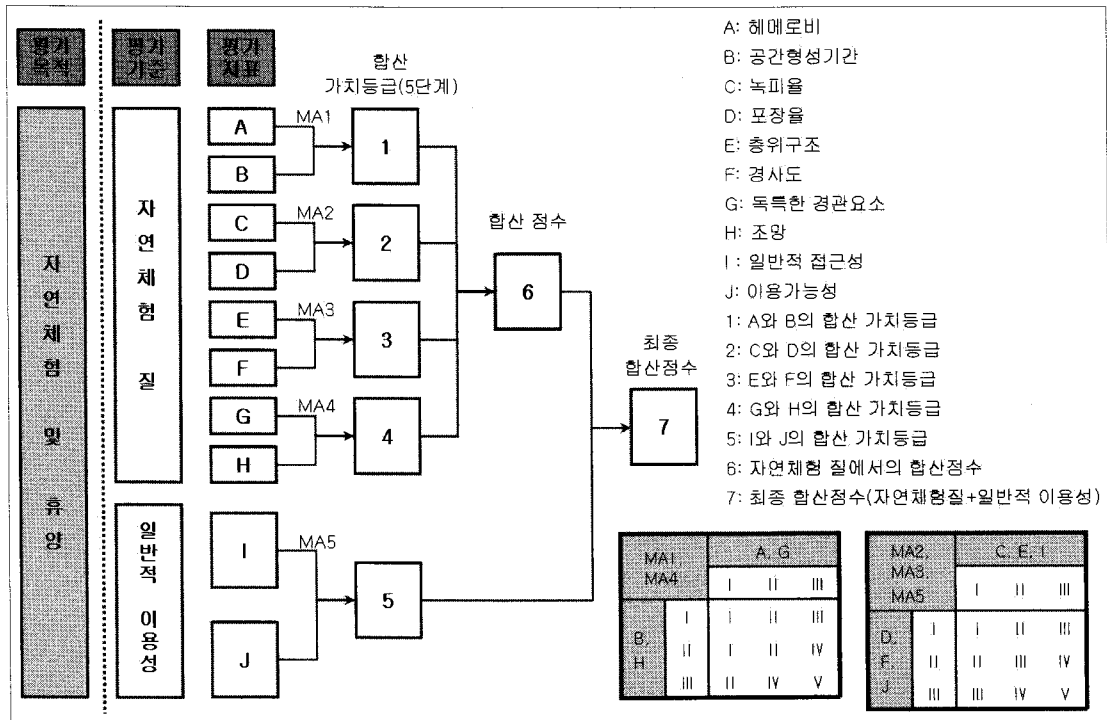 평가
목적
평가
기준
평가
지표
합산
가치등급(5단계)
자연체험 및 휴양
자연체험 질
일반적 이용성
A
B
MA1
1
C
D
MA2
2
E
F
MA3
3
G
H
MA4
4
합산 점수
6
I
J
MA5
5
최종
합산점수
7
A: 헤메로비
B: 공간형성기간
C: 녹피율
D: 포장율
E: 층위구조
F: 경사도
G: 독특한 경관요소
H: 조망
I : 일반적 접근성
J: 이용가능성
1: A와 B의 합산 가치등급
2: C와 D의 합산 가치등급
3: E와 F의 합산 가치등급
4: G와 H의 합산 가치등급
5: I와 J의 합산 가치등급
6: 자연체험 질에서의 합산점수
7: 최종 합산점수(자연체험질+일반적 이용성)
MA1,
MA4
A, G
I II III
B,
H
I I II III
II I II IV
III II IV V
MA2,
MA3,
MA5
C, E, I
I II III
D,
F,
J
I I II III
II II III IV
III III IV V